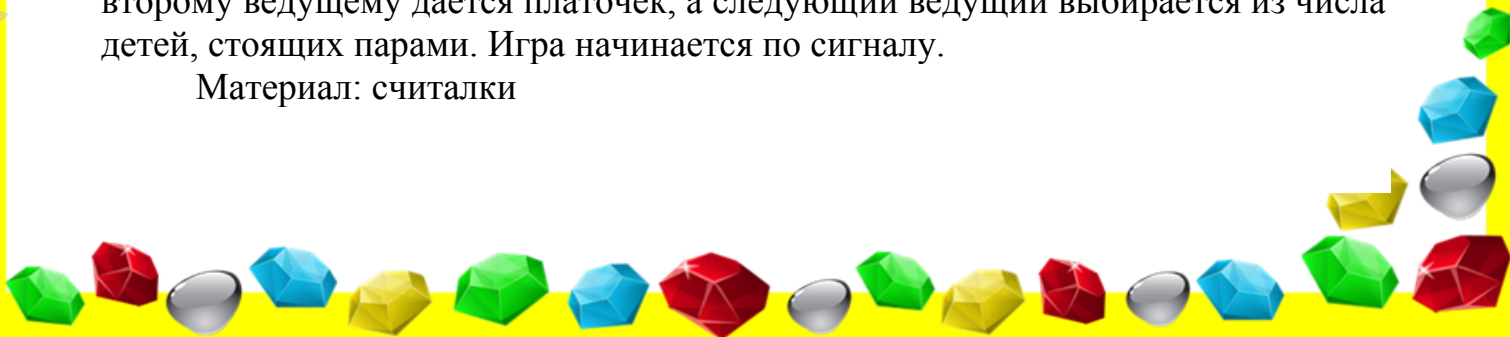 второму ведущему дается платочек, а следующий ведущий выбирается из числа
детей, стоящих парами. Игра начинается по сигналу.
Материал: считалки